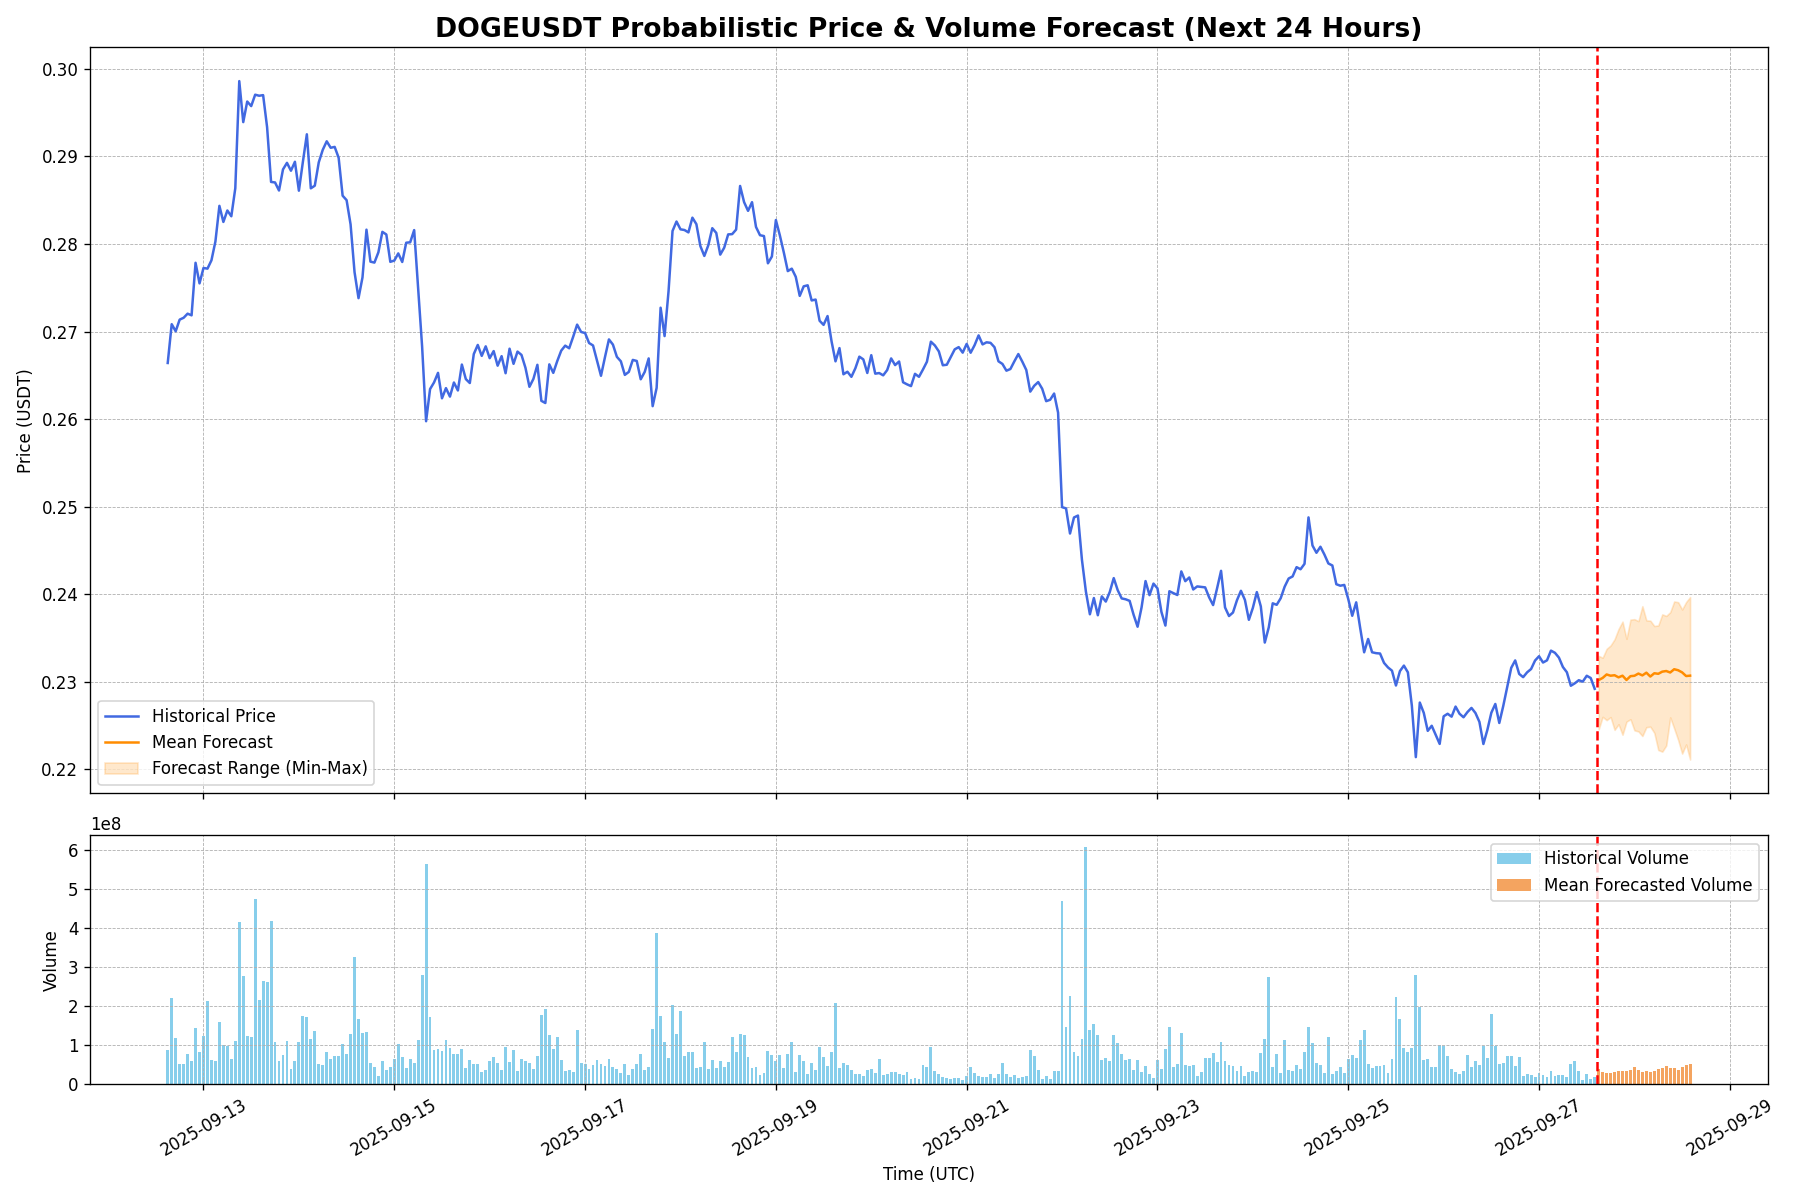 DOGEUSDT Probabilistic Price & Volume Forecast (Next 24 Hours)
0.30
0.29
0.28
0.27
0.26
0.25
0.24
0.23
0.22
Price (USDT)
Historical Price
Mean Forecast
Forecast Range (Min-Max)
1e8
6
5
4
3
2
1
0
Volume
Historical Volume
Mean Forecasted Volume
2025-09-13
2025-09-15
2025-09-17
2025-09-19
2025-09-21
2025-09-23
2025-09-25
2025-09-27
2025-09-29
Time (UTC)